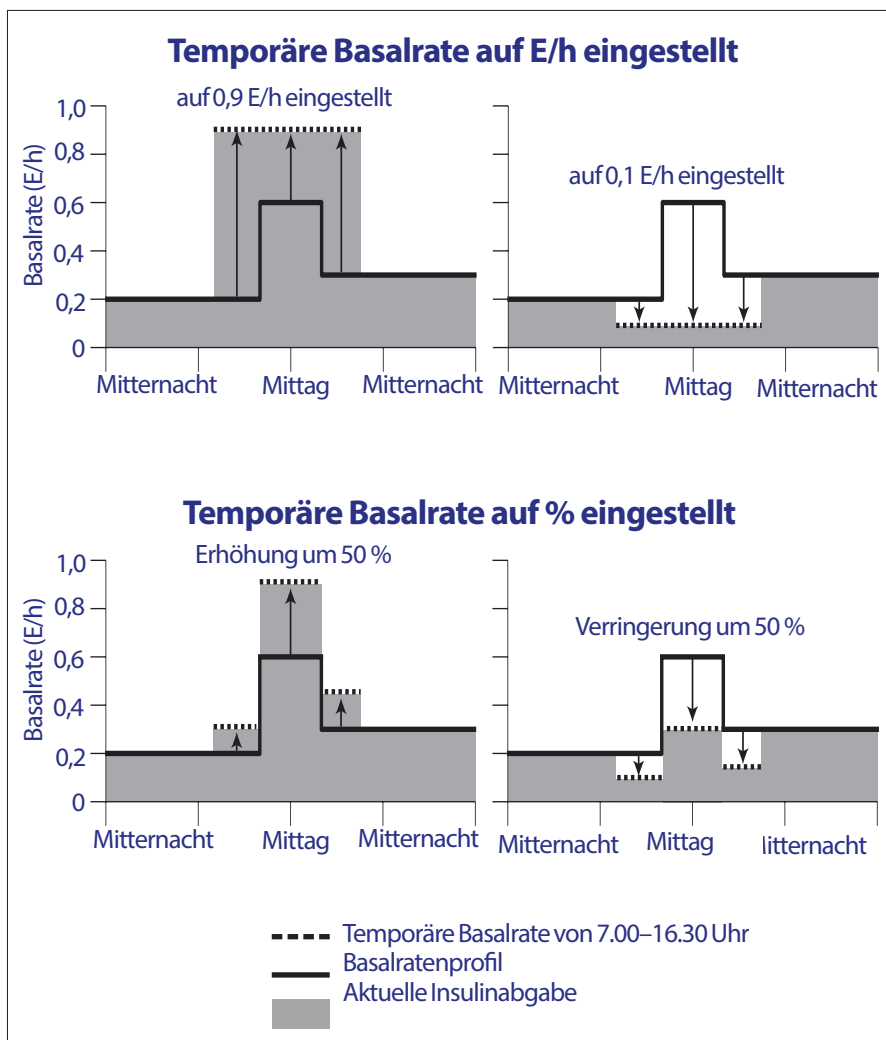 Temporäre Basalrate auf E/h eingestellt
auf 0,9 E/h eingestellt
Basalrate (E/h)
1,0
0,8
0,6
0,4
0,2
0
Mitternacht Mittag Mitternacht
auf 0,1 E/h eingestellt
Mitternacht Mittag Mitternacht
Temporäre Basalrate auf % eingestellt
Erhöhung um 50 %
Basalrate (E/h)
1,0
0,8
0,6
0,4
0,2
0
Mitternacht Mittag Mitternacht
Verringerung um 50 %
Mitternacht Mittag litternacht
Temporäre Basalrate von 7.00–16.30 Uhr
Basalratenprofil
Aktuelle Insulinabgabe